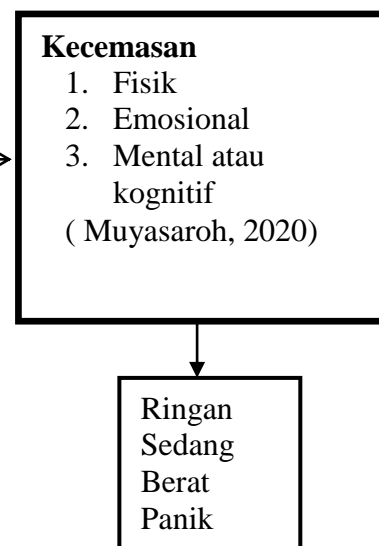 Kecemasan
1. Fisik
2. Emosional
3. Mental atau
kognitif
( Muyasaroh, 2020)
Ringan
Sedang
Berat
Panik